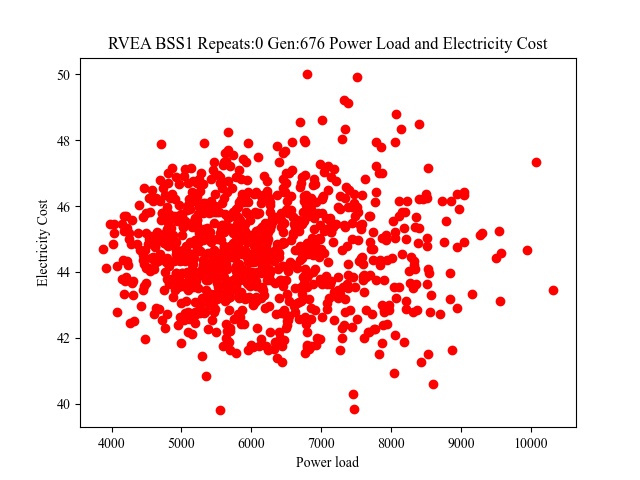 RVEA BSS1 Repeats:0 Gen:676 Power Load and Electricity Cost
50
48
46
44
42
40
Electricity Cost
4000 5000 6000 7000 8000 9000 10000
Power load